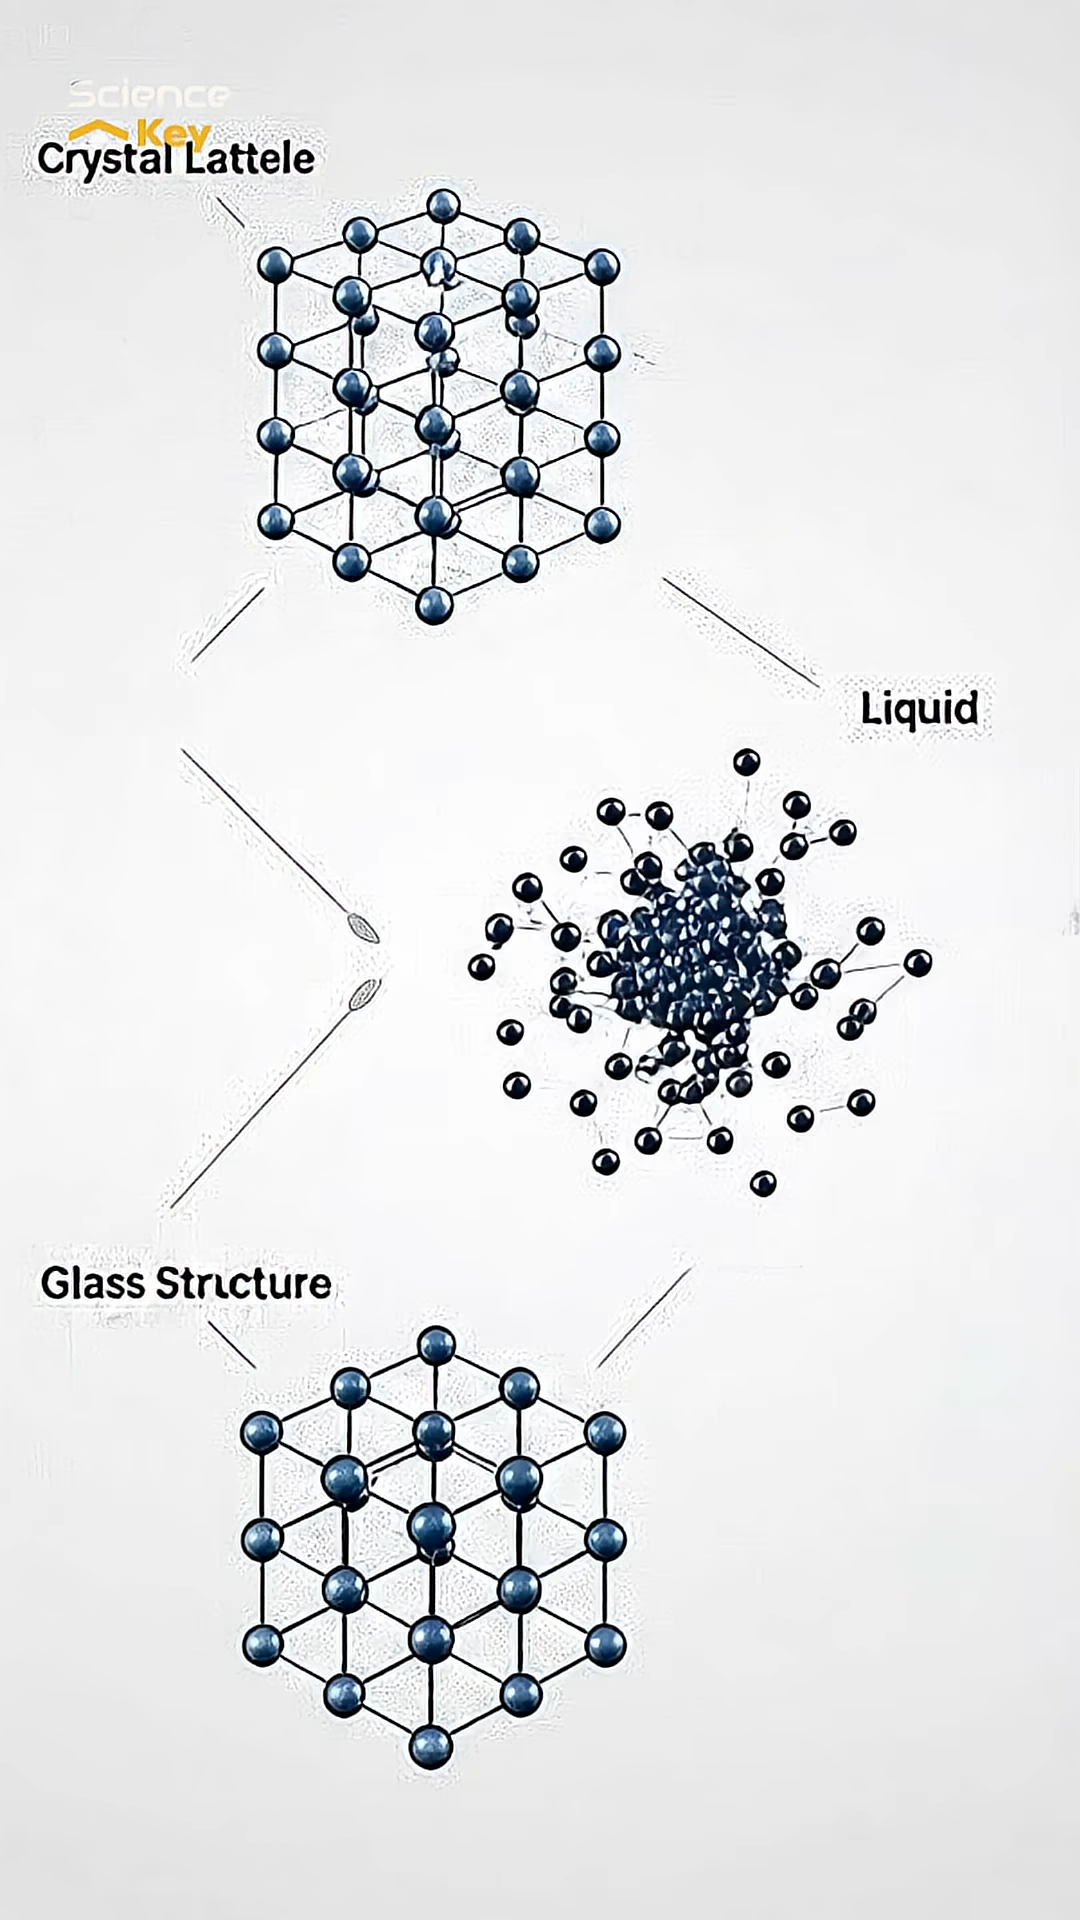 Science
Key
Crystal Lattele
Liquid
Glass Stricture